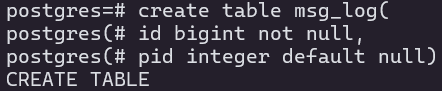 postgres=# create table msg_log(
postgres(# id bigint not null,
postgres(# pid integer default null)
CREATE TABLE